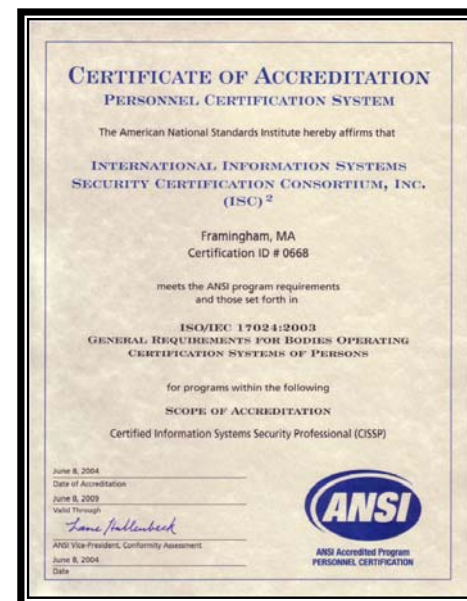 CERTIFICATE OF ACCREDITATION
PERSONNEL CERTIFICATION SYSTEM
The American National Standards Institute hereby affirms that
INTERNATIONAL INFORMATION SYSTEMS
SECURITY CERTIFICATION CONSORTIUM, INC.
(ISC)²
Framingham, MA
Certification ID # 0668
meets the ANSI program requirements
and those set forth in
ISO/IEC 17024:2003
GENERAL REQUIREMENTS FOR BODIES OPERATING
CERTIFICATION SYSTEMS OF PERSONS
for programs within the following
SCOPE OF ACCREDITATION
Certified Information Systems Security Professional (CISSP)
June 8, 2004
Date of Accreditation
June 8, 2009
Valid Through
Lane Hallenbeck
ANSI Vice-President, Conformity Assessment
June 8, 2004
Date
ANSI
ANSI Accredited Program
PERSONNEL CERTIFICATION